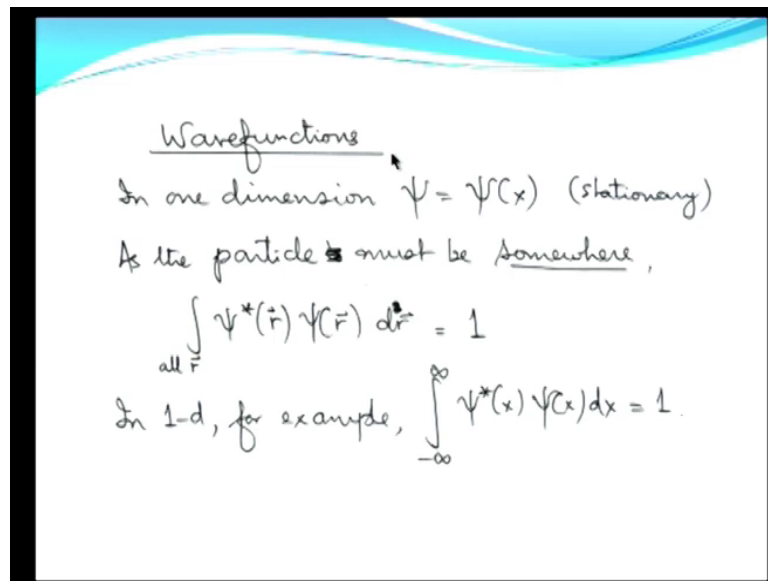 Wavefunctions
In one dimension ψ = ψ(x) (stationary)
As the particle must be somewhere,
∫ ψ*(r⃗) ψ(r⃗) d³r = 1
all r⃗
In 1-d, for example, ∫_{-∞}^{∞} ψ*(x) ψ(x) dx = 1.